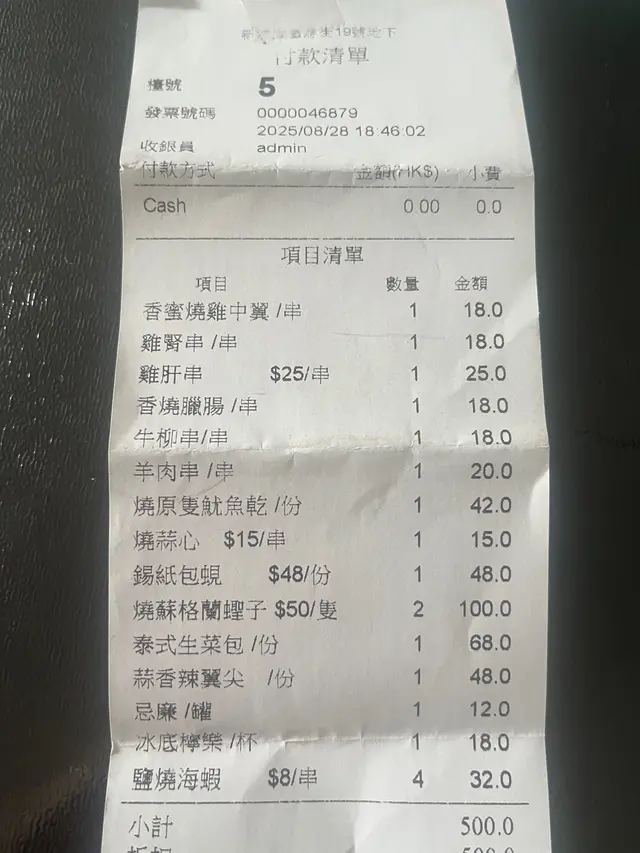 19號地下
付款清單
檯號 5
發票號碼 0000046879
2025/08/28 18:46:02
收銀員 admin
付款方式 金額(HK$) 小費
Cash 0.00 0.0
項目清單
項目 數量 金額
香蜜燒雞中翼 /串 1 18.0
雞腎串 /串 1 18.0
雞肝串 $25/串 1 25.0
香燒臘腸 /串 1 18.0
牛柳串/串 1 18.0
羊肉串 /串 1 20.0
燒原隻魷魚乾 /份 1 42.0
燒蒜心 $15/串 1 15.0
錫紙包蜆 $48/份 1 48.0
燒蘇格蘭蟶子 $50/隻 2 100.0
泰式生菜包 /份 1 68.0
蒜香辣翼尖 /份 1 48.0
忌廉 /罐 1 12.0
冰底檸樂 /杯 1 18.0
鹽燒海蝦 $8/串 4 32.0
小計 500.0